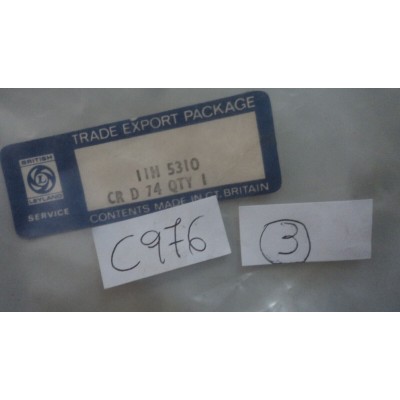 TRADE EXPORT PACKAGE
11H 5310
CR D 74 QTY 1
CONTENTS MADE IN GT. BRITAIN
BRITISH
L
LEYLAND
SERVICE
C976
3